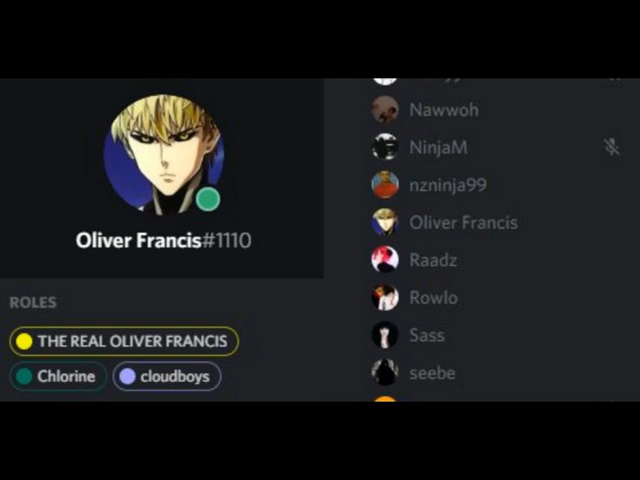 Oliver Francis#1110
ROLES
THE REAL OLIVER FRANCIS
Chlorine cloudboys
Nawwoh
NinjaM
nzninja99
Oliver Francis
Raadz
Rowlo
Sass
seebe